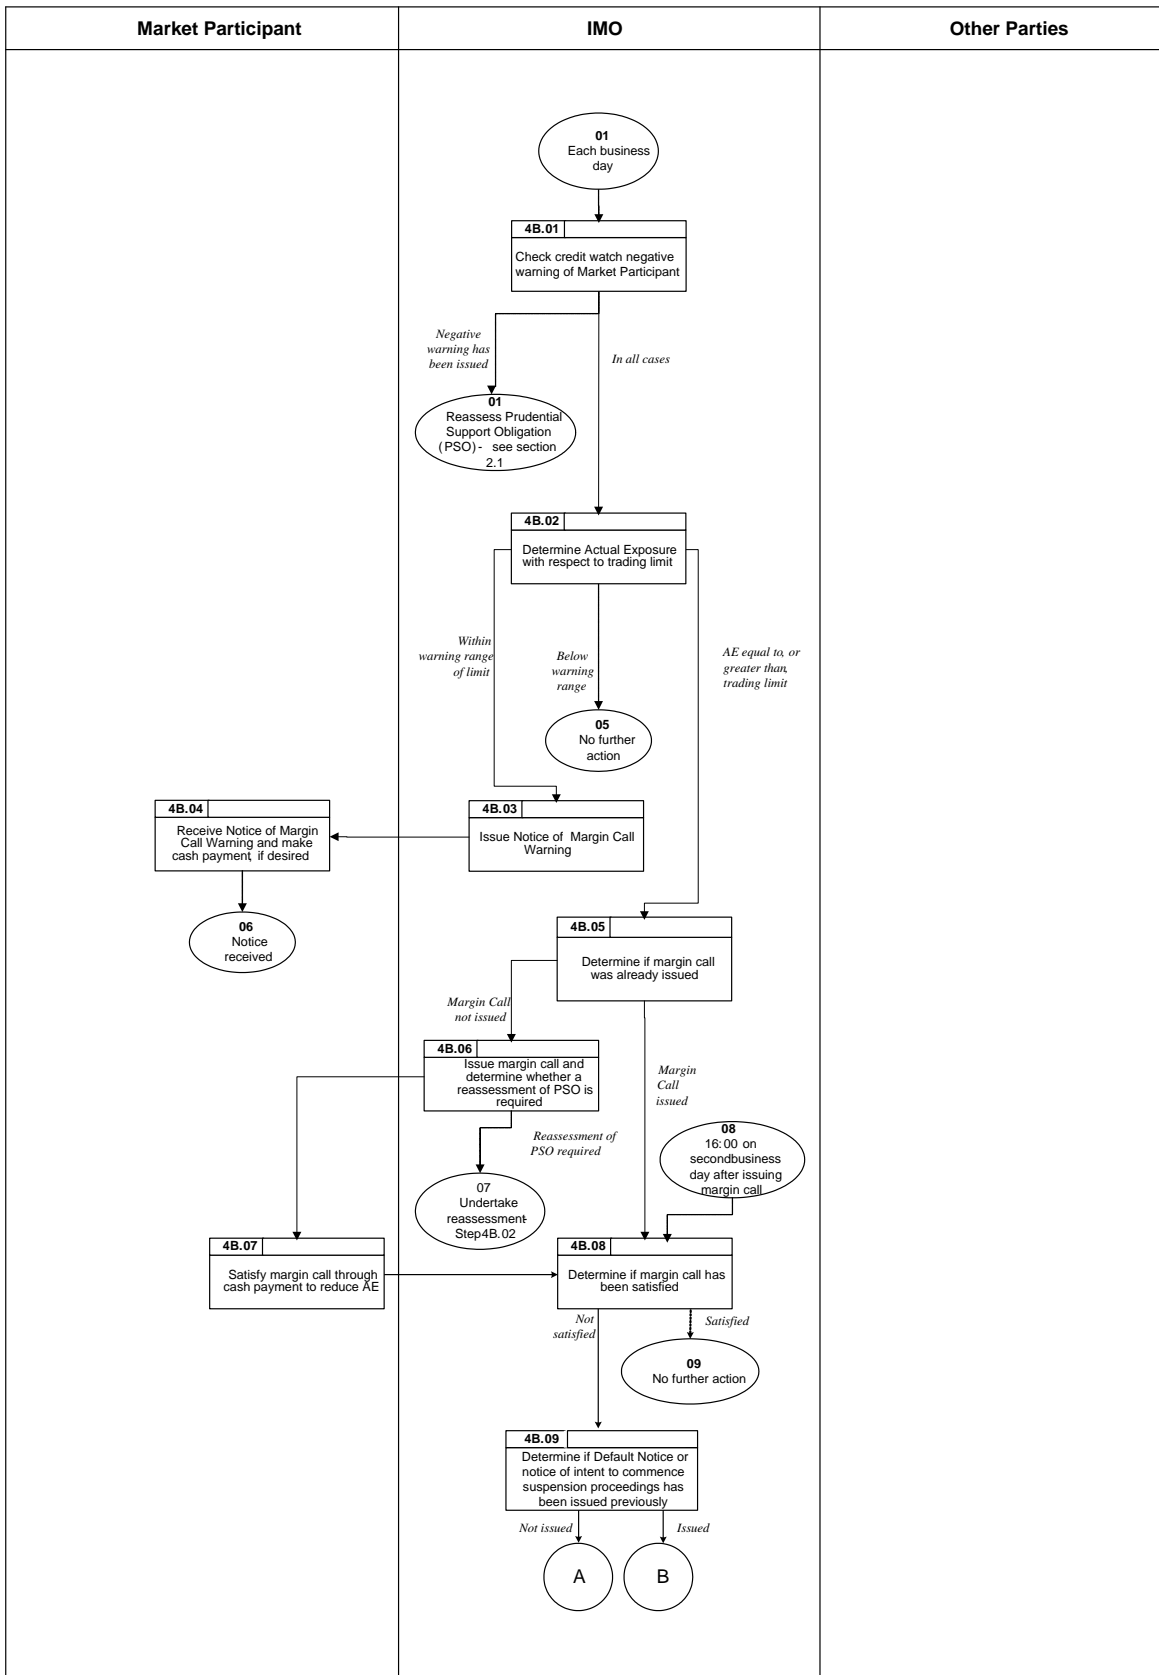 Market Participant
IMO
Other Parties
01
Each business
day
4B.01
Check credit watch negative
warning of Market Participant
Negative
warning has
been issued
In all cases
01
Reassess Prudential
Support Obligation
(PSO) - see section
2.1
4B.02
Determine Actual Exposure
with respect to trading limit
Within
warning range
of limit
Below
warning
range
AE equal to, or
greater than,
trading limit
05
No further
action
4B.04
Receive Notice of Margin
Call Warning and make
cash payment, if desired
4B.03
Issue Notice of Margin Call
Warning
06
Notice
received
4B.05
Determine if margin call
was already issued
Margin Call
not issued
4B.06
Issue margin call and
determine whether a
reassessment of PSO is
required
Margin
Call
issued
Reassessment of
PSO required
08
16:00 on
secondbusiness
day after issuing
margin call
07
Undertake
reassessment-
Step4B.02
4B.07
Satisfy margin call through
cash payment to reduce AE
4B.08
Determine if margin call has
been satisfied
Not
satisfied
Satisfied
09
No further action
4B.09
Determine if Default Notice or
notice of intent to commence
suspension proceedings has
been issued previously
Not issued
Issued
A
B